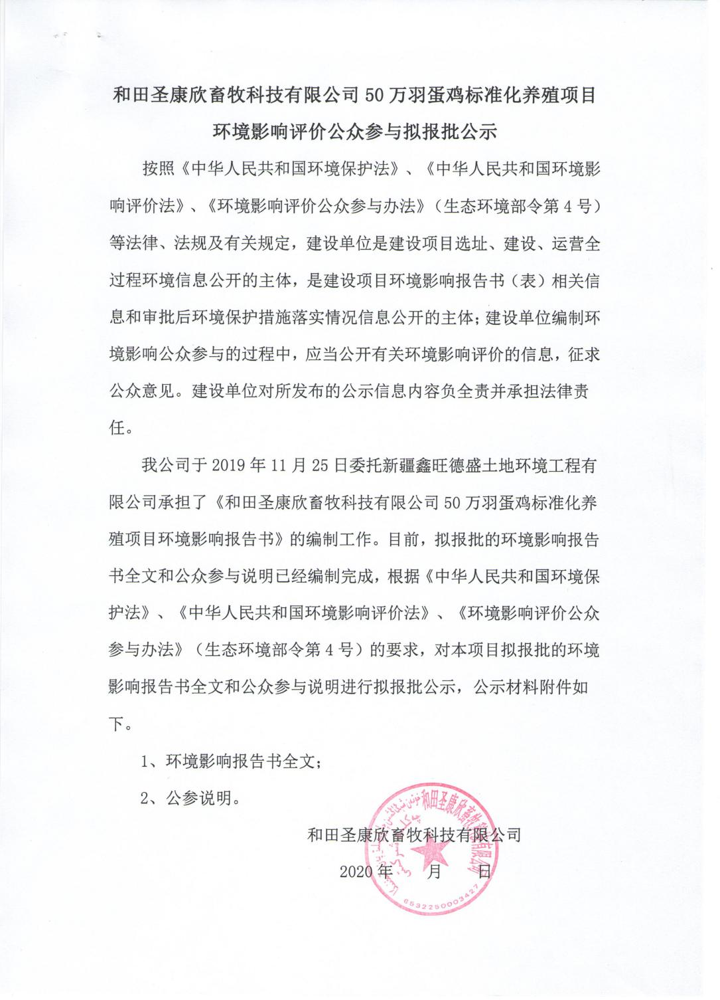 和田圣康欣畜牧科技有限公司 50 万羽蛋鸡标准化养殖项目
环境影响评价公众参与拟报批公示
按照《中华人民共和国环境保护法》、《中华人民共和国环境影
响评价法》、《环境影响评价公众参与办法》（生态环境部令第 4 号）
等法律、法规及有关规定，建设单位是建设项目选址、建设、运营全
过程环境信息公开的主体，是建设项目环境影响报告书（表）相关信
息和审批后环境保护措施落实情况信息公开的主体；建设单位编制环
境影响公众参与的过程中，应当公开有关环境影响评价的信息，征求
公众意见。建设单位对所发布的公示信息内容负全责并承担法律责
任。
我公司于 2019 年 11 月 25 日委托新疆鑫旺德盛土地环境工程有
限公司承担了《和田圣康欣畜牧科技有限公司 50 万羽蛋鸡标准化养
殖项目环境影响报告书》的编制工作。目前，拟报批的环境影响报告
书全文和公众参与说明已经编制完成，根据《中华人民共和国环境保
护法》、《中华人民共和国环境影响评价法》、《环境影响评价公众
参与办法》（生态环境部令第 4 号）的要求，对本项目拟报批的环境
影响报告书全文和公众参与说明进行拟报批公示，公示材料附件如
下。
1、环境影响报告书全文；
2、公参说明。
和田圣康欣畜牧科技有限公司
2020 年 月 日
和田圣康欣畜牧科技有限公司
6532250003427